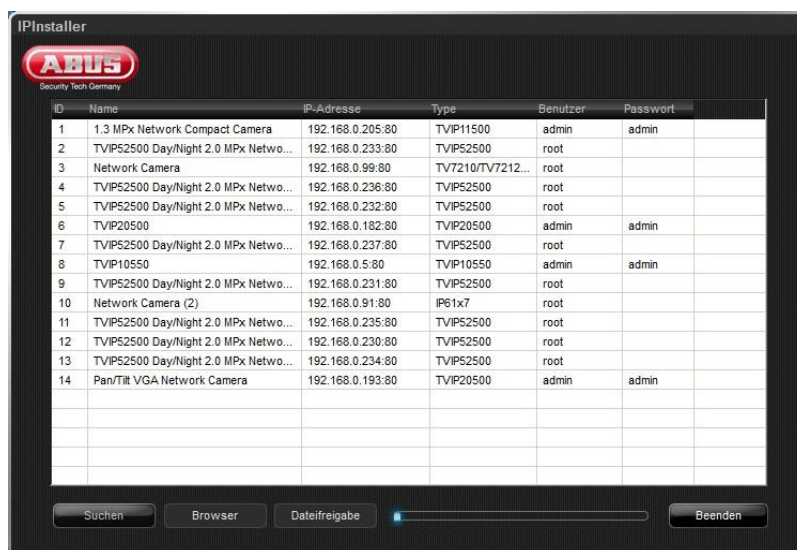 IPInstaller
ABUS
Security Tech Germany
ID Name IP-Adresse Type Benutzer Passwort
1 1.3 MPx Network Compact Camera 192.168.0.205:80 TVIP11500 admin admin
2 TVIP52500 Day/Night 2.0 MPx Netwo... 192.168.0.233:80 TVIP52500 root
3 Network Camera 192.168.0.99:80 TV7210/TV7212... root
4 TVIP52500 Day/Night 2.0 MPx Netwo... 192.168.0.236:80 TVIP52500 root
5 TVIP52500 Day/Night 2.0 MPx Netwo... 192.168.0.232:80 TVIP52500 root
6 TVIP20500 192.168.0.182:80 TVIP20500 admin admin
7 TVIP52500 Day/Night 2.0 MPx Netwo... 192.168.0.237:80 TVIP52500 root
8 TVIP10550 192.168.0.5:80 TVIP10550 admin admin
9 TVIP52500 Day/Night 2.0 MPx Netwo... 192.168.0.231:80 TVIP52500 root
10 Network Camera (2) 192.168.0.91:80 IP61x7 root
11 TVIP52500 Day/Night 2.0 MPx Netwo... 192.168.0.235:80 TVIP52500 root
12 TVIP52500 Day/Night 2.0 MPx Netwo... 192.168.0.230:80 TVIP52500 root
13 TVIP52500 Day/Night 2.0 MPx Netwo... 192.168.0.234:80 TVIP52500 root
14 Pan/Tilt VGA Network Camera 192.168.0.193:80 TVIP20500 admin admin
Suchen Browser Dateifreigabe Beenden